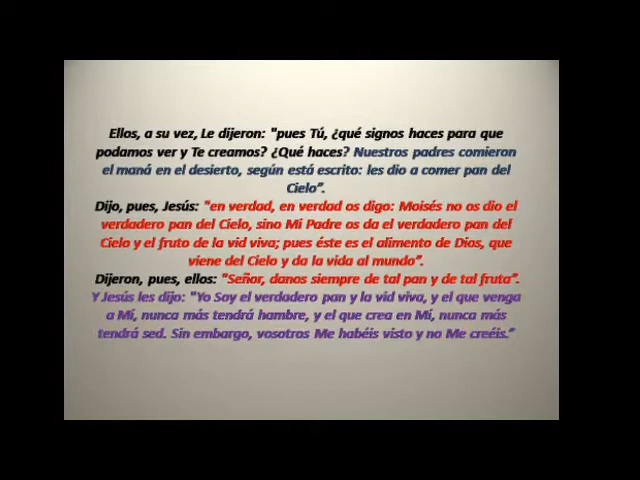 Ellos, a su vez, Le dijeron: "pues Tú, ¿qué signos haces para que
podamos ver y Te creamos? ¿Qué haces? Nuestros padres comieron
el maná en el desierto, según está escrito: les dio a comer pan del
Cielo".
Dijo, pues, Jesús: "en verdad, en verdad os digo: Moisés no os dio el
verdadero pan del Cielo, sino Mi Padre os da el verdadero pan del
Cielo y el fruto de la vid viva; pues éste es el alimento de Dios, que
viene del Cielo y da la vida al mundo".
Dijeron, pues, ellos: "Señor, danos siempre de tal pan y de tal fruta".
Y Jesús les dijo: "Yo Soy el verdadero pan y la vid viva, y el que venga
a Mí, nunca más tendrá hambre, y el que crea en Mí, nunca más
tendrá sed. Sin embargo, vosotros Me habéis visto y no Me creéis."